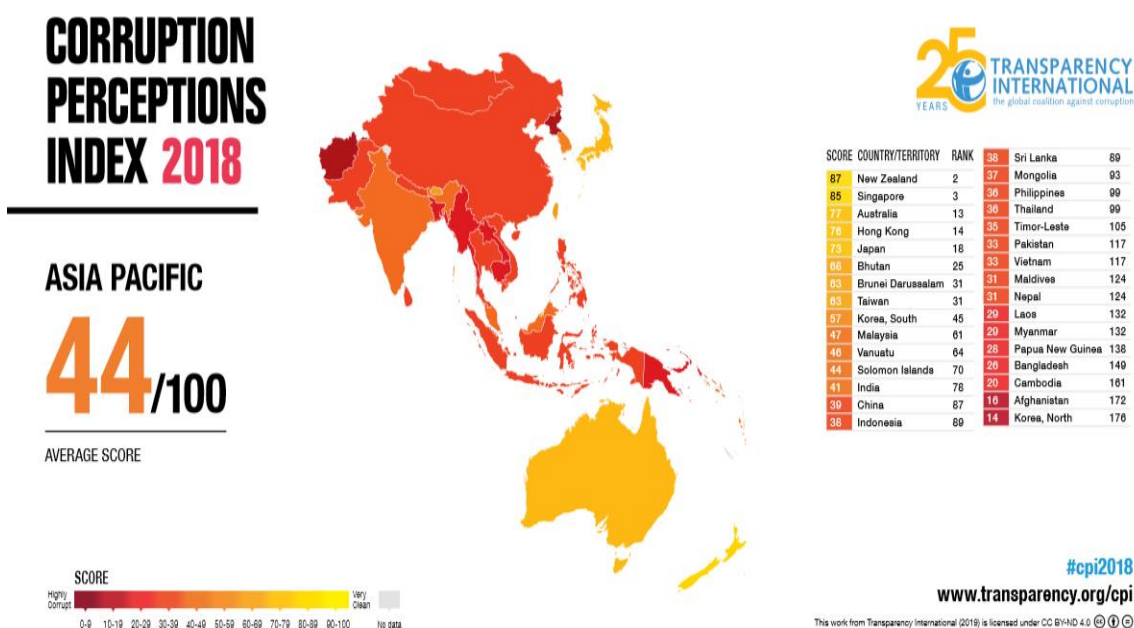 CORRUPTION
PERCEPTIONS
INDEX 2018
ASIA PACIFIC
44/100
AVERAGE SCORE
SCORE
Highly
Corrupt
Very
Clean
0-9 10-19 20-29 30-39 40-49 50-59 60-69 70-79 80-89 90-100 No data
25
YEARS
TRANSPARENCY
INTERNATIONAL
the global coalition against corruption
SCORE COUNTRY/TERRITORY RANK
87 New Zealand 2
85 Singapore 3
77 Australia 13
76 Hong Kong 14
73 Japan 18
68 Bhutan 25
63 Brunei Darussalam 31
63 Taiwan 31
57 Korea, South 45
47 Malaysia 61
46 Vanuatu 64
44 Solomon Islands 70
41 India 78
39 China 87
38 Indonesia 89
38 Sri Lanka 89
37 Mongolia 93
36 Philippines 99
36 Thailand 99
35 Timor-Leste 105
33 Pakistan 117
33 Vietnam 117
31 Maldives 124
31 Nepal 124
29 Laos 132
29 Myanmar 132
28 Papua New Guinea 138
26 Bangladesh 149
20 Cambodia 161
16 Afghanistan 172
14 Korea, North 176
#cpi2018
www.transparency.org/cpi
This work from Transparency International (2019) is licensed under CC BY-ND 4.0